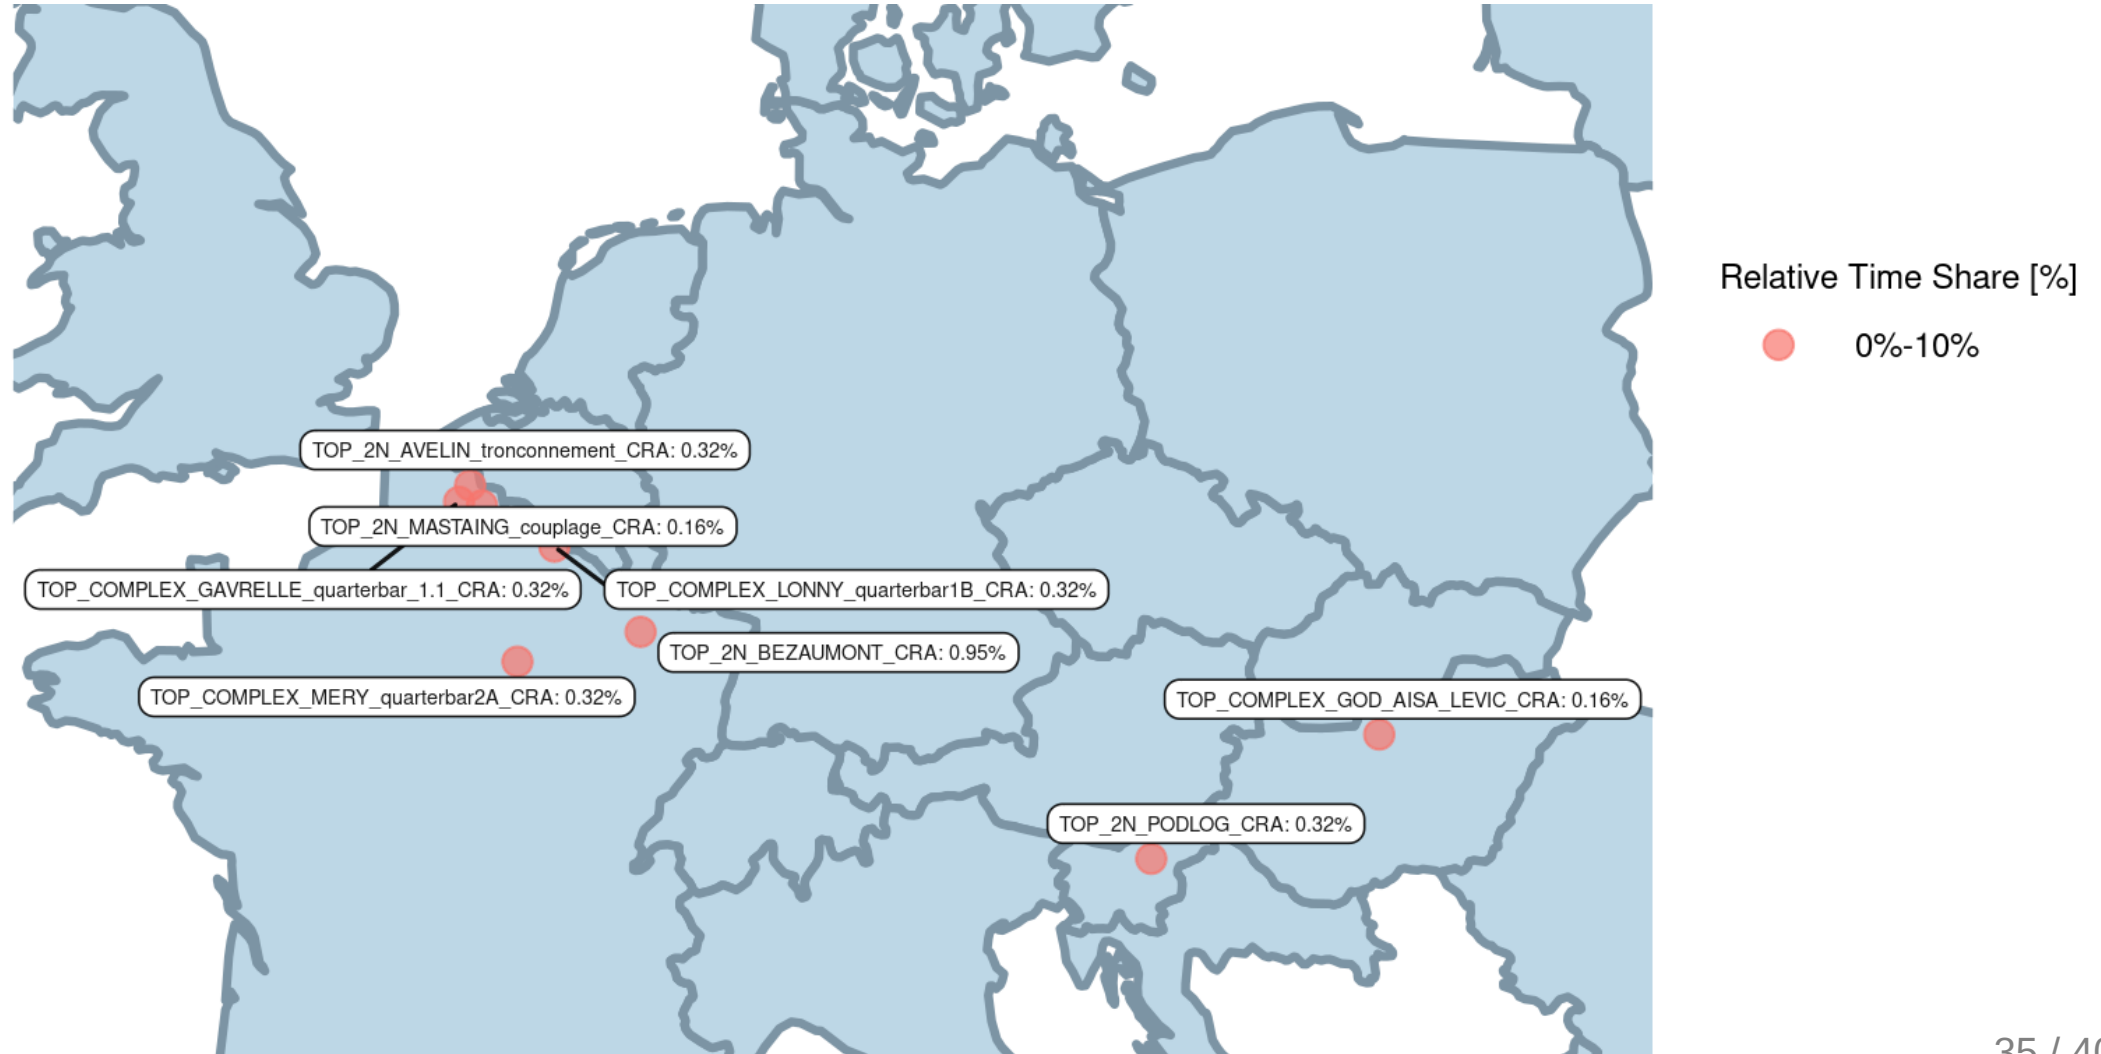 Relative Time Share [%]
0%-10%
TOP_2N_AVELIN_tronconnement_CRA: 0.32%
TOP_2N_MASTAING_couplage_CRA: 0.16%
TOP_COMPLEX_GAVRELLE_quarterbar_1.1_CRA: 0.32%
TOP_COMPLEX_LONNY_quarterbar1B_CRA: 0.32%
TOP_2N_BEZAUMONT_CRA: 0.95%
TOP_COMPLEX_MERY_quarterbar2A_CRA: 0.32%
TOP_COMPLEX_GOD_AISA_LEVIC_CRA: 0.16%
TOP_2N_PODLOG_CRA: 0.32%
35 /